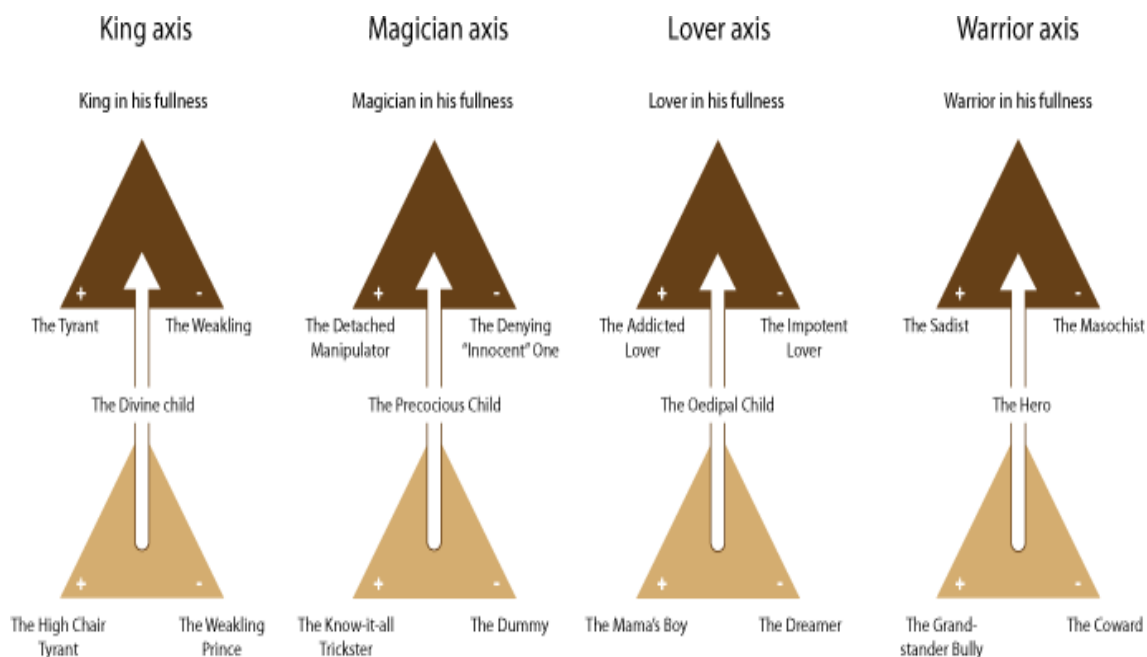 King axis
Magician axis
Lover axis
Warrior axis
King in his fullness
Magician in his fullness
Lover in his fullness
Warrior in his fullness
+
-
+
-
+
-
+
-
The Tyrant
The Weakling
The Detached
Manipulator
The Denying
"Innocent" One
The Addicted
Lover
The Impotent
Lover
The Sadist
The Masochist
The Divine child
The Precocious Child
The Oedipal Child
The Hero
+
-
+
-
+
-
+
-
The High Chair
Tyrant
The Weakling
Prince
The Know-it-all
Trickster
The Dummy
The Mama's Boy
The Dreamer
The Grand-
stander Bully
The Coward